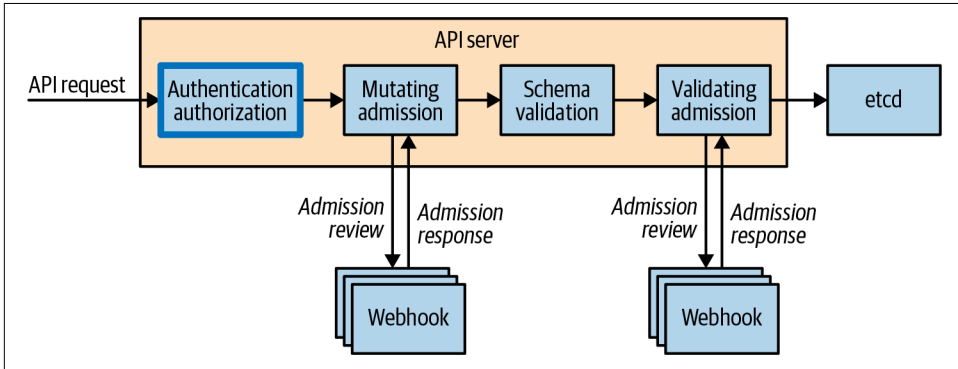 API server
API request
Authentication
authorization
Mutating
admission
Schema
validation
Validating
admission
etcd
Admission
review
Admission
response
Admission
review
Admission
response
Webhook
Webhook